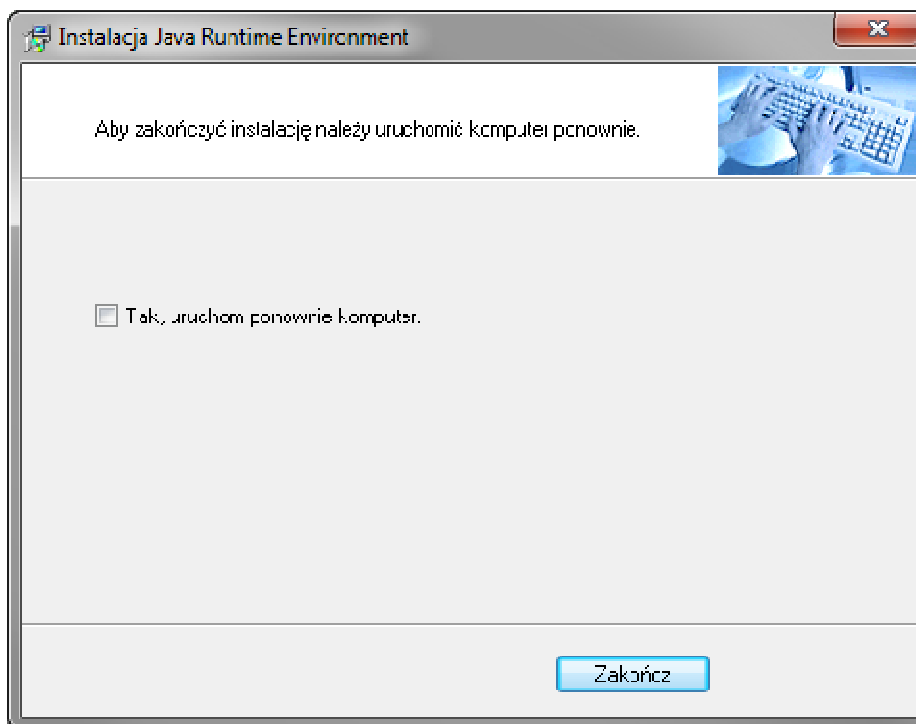 Instalacja Java Runtime Environment
Aby zakończyć instalację należy uruchomić komputer ponownie.
Tak, uruchom ponownie komputer.
Zakończ